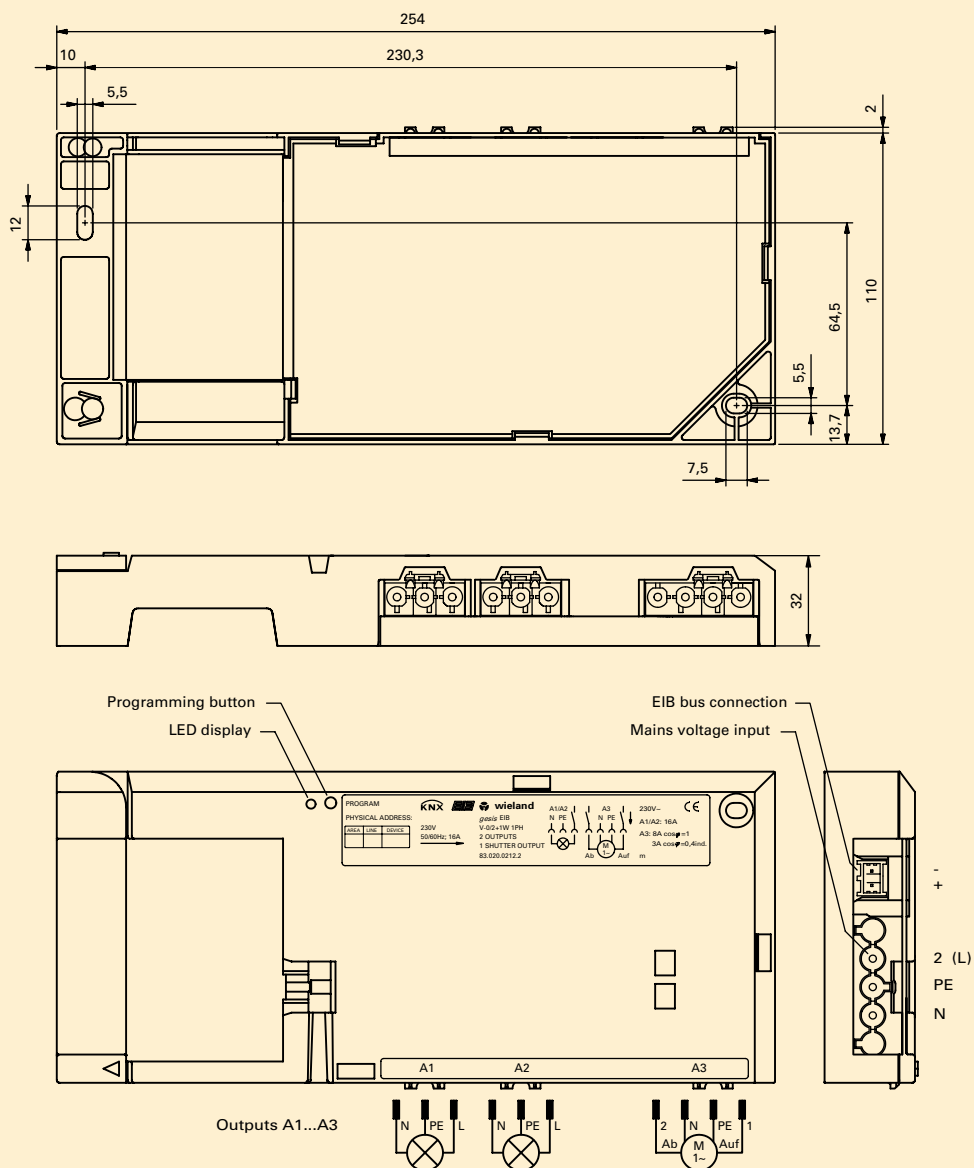 254
10
230,3
5,5
2
12
64,5
110
5,5
13,7
7,5
32
Programming button
LED display
EIB bus connection
Mains voltage input
PROGRAM
PHYSICAL ADDRESS:
AREA LINE DEVICE
230V
50/60Hz; 16A
KNX EIB wieland
gesis EIB
V-0/2+1W 1PH
2 OUTPUTS
1 SHUTTER OUTPUT
83.020.0212.2
A1/A2
N PE
A3
N PE
M
1~
Ab
Auf
m
230V~
CE
A1/A2: 16A
A3: 8A cosφ=1
3A cosφ=0,4ind.
-
+
2 (L)
PE
N
A1
A2
A3
Outputs A1...A3
N PE L
N PE L
2 N PE 1
Ab M Auf
1~